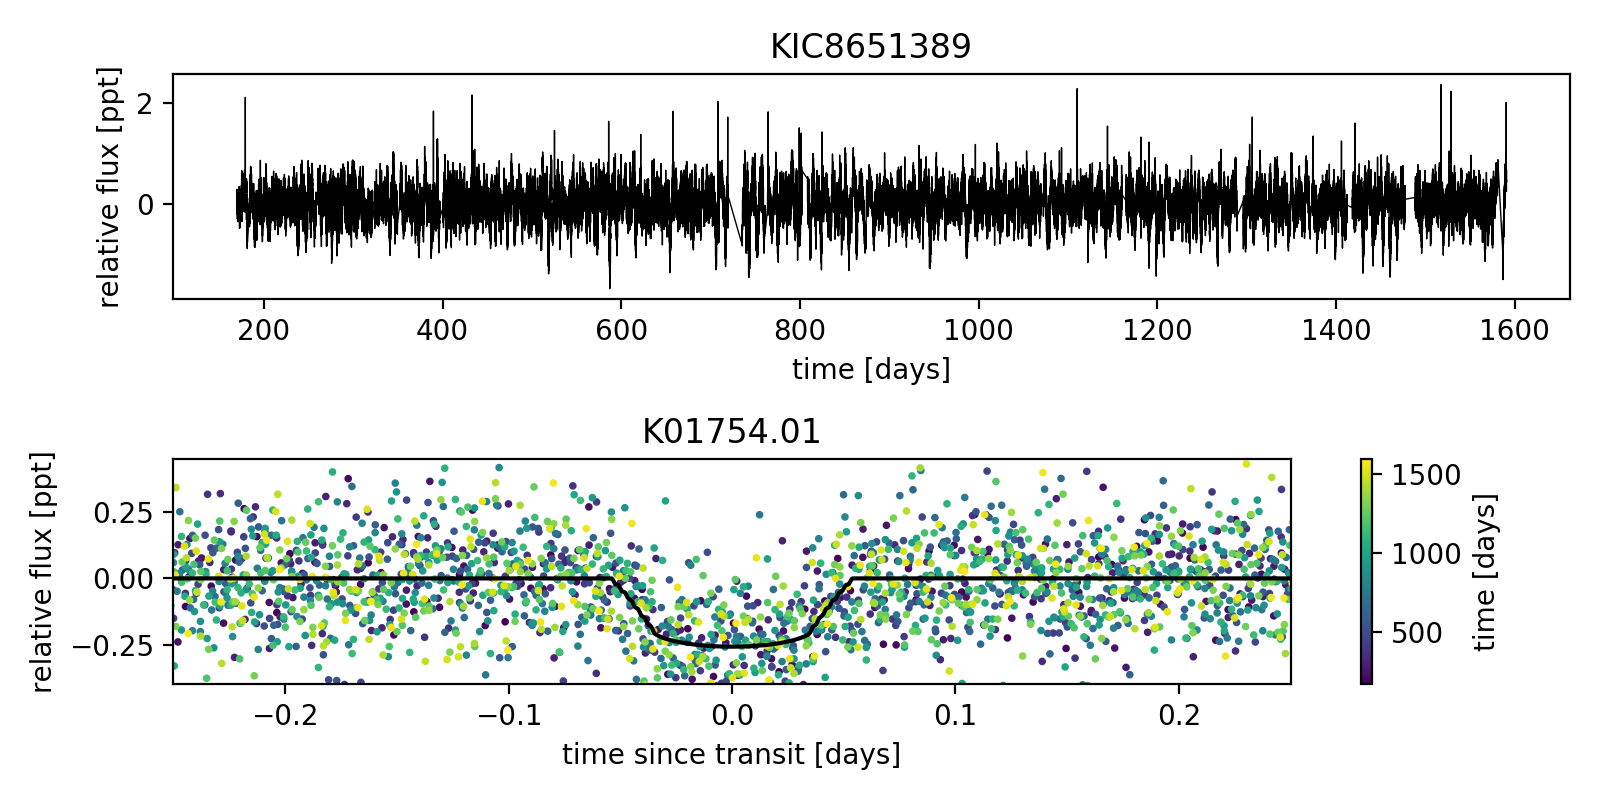 KIC8651389
relative flux [ppt]
2
0
200 400 600 800 1000 1200 1400 1600
time [days]
K01754.01
relative flux [ppt]
0.25
0.00
−0.25
−0.2 −0.1 0.0 0.1 0.2
time since transit [days]
1500
1000
500
time [days]